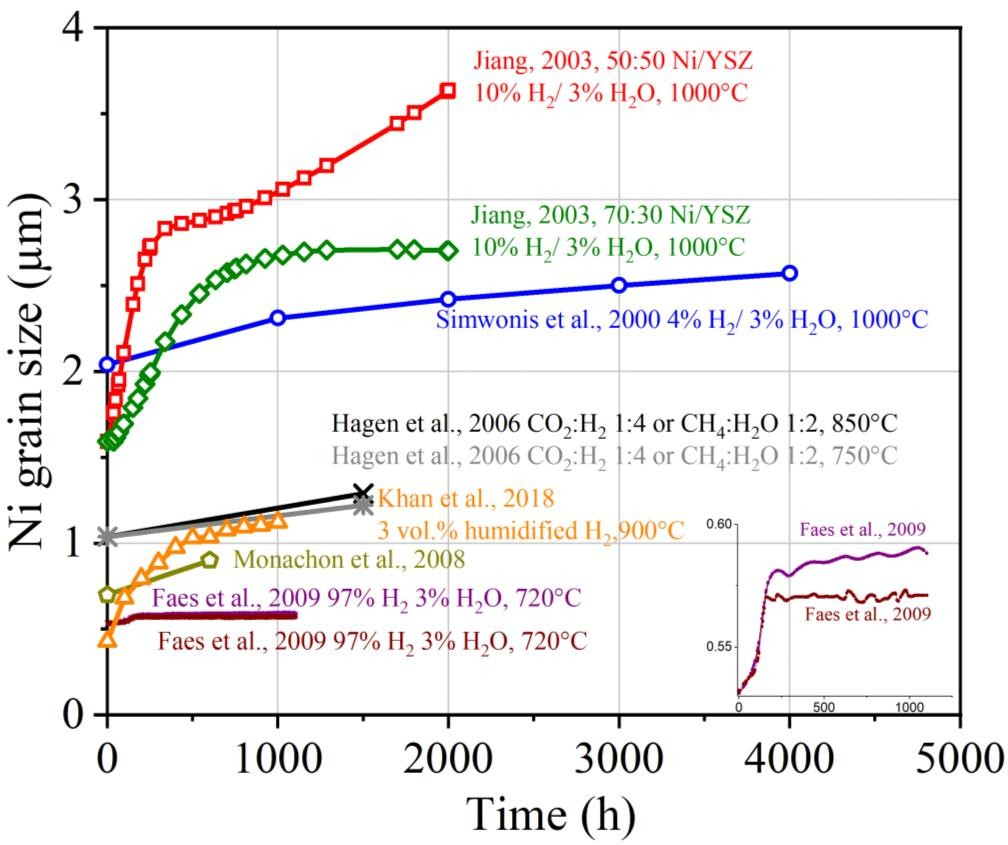 4
Jiang, 2003, 50:50 Ni/YSZ
10% H₂/ 3% H₂O, 1000°C
3
Jiang, 2003, 70:30 Ni/YSZ
10% H₂/ 3% H₂O, 1000°C
Simwonis et al., 2000 4% H₂/ 3% H₂O, 1000°C
2
Hagen et al., 2006 CO₂:H₂ 1:4 or CH₄:H₂O 1:2, 850°C
Hagen et al., 2006 CO₂:H₂ 1:4 or CH₄:H₂O 1:2, 750°C
Khan et al., 2018
3 vol.% humidified H₂,900°C
1
Monachon et al., 2008
Faes et al., 2009 97% H₂ 3% H₂O, 720°C
Faes et al., 2009 97% H₂ 3% H₂O, 720°C
0.60
Faes et al., 2009
Faes et al., 2009
0.55
0 500 1000
0
0 1000 2000 3000 4000 5000
Time (h)
Ni grain size (μm)